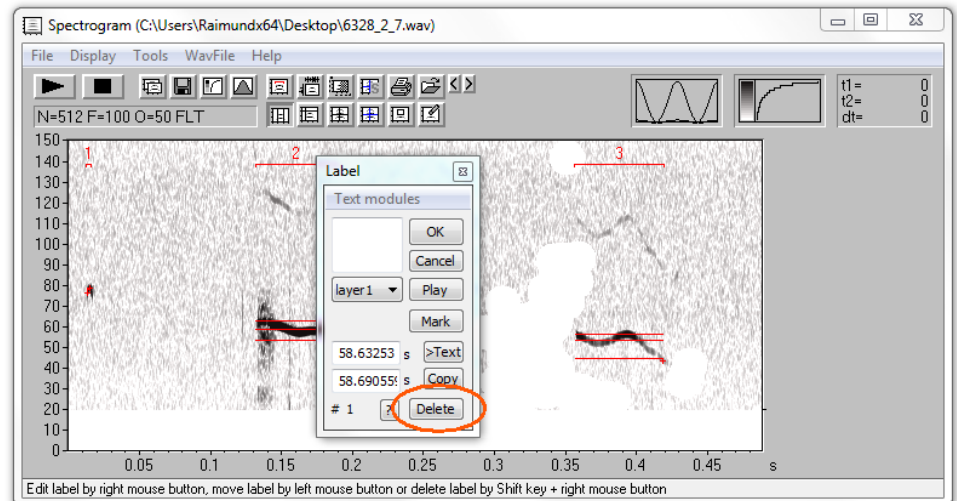 Spectrogram (C:\Users\Raimundx64\Desktop\6328_2_7.wav)
File Display Tools WavFile Help
t1= 0
N=512 F=100 O=50 FLT
t2= 0
dt= 0
150
1
2
3
140
130
120
110
100
90
80
70
60
50
40
30
20
10
0
Label
Text modules
OK
Cancel
layer1
Play
Mark
58.63253 s >Text
58.690559 s Copy
# 1 ? Delete
0.05 0.1 0.15 0.2 0.25 0.3 0.35 0.4 0.45 s
Edit label by right mouse button, move label by left mouse button or delete label by Shift key + right mouse button